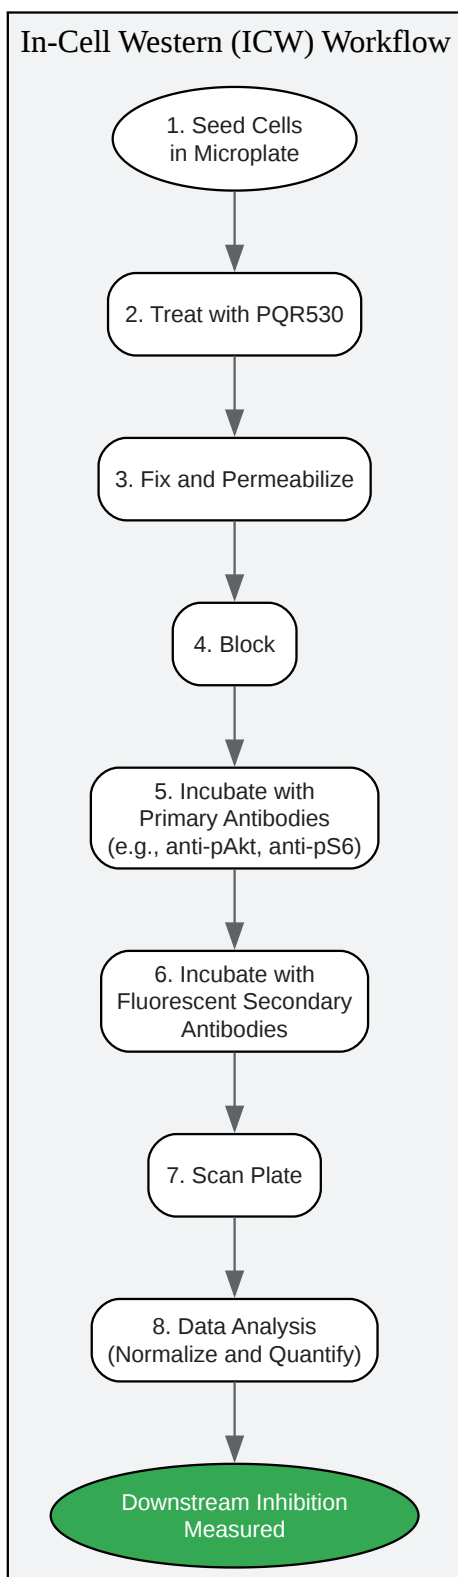 In-Cell Western (ICW) Workflow
1. Seed Cells
in Microplate
2. Treat with PQR530
3. Fix and Permeabilize
4. Block
5. Incubate with
Primary Antibodies
(e.g., anti-pAkt, anti-pS6)
6. Incubate with
Fluorescent Secondary
Antibodies
7. Scan Plate
8. Data Analysis
(Normalize and Quantify)
Downstream Inhibition
Measured